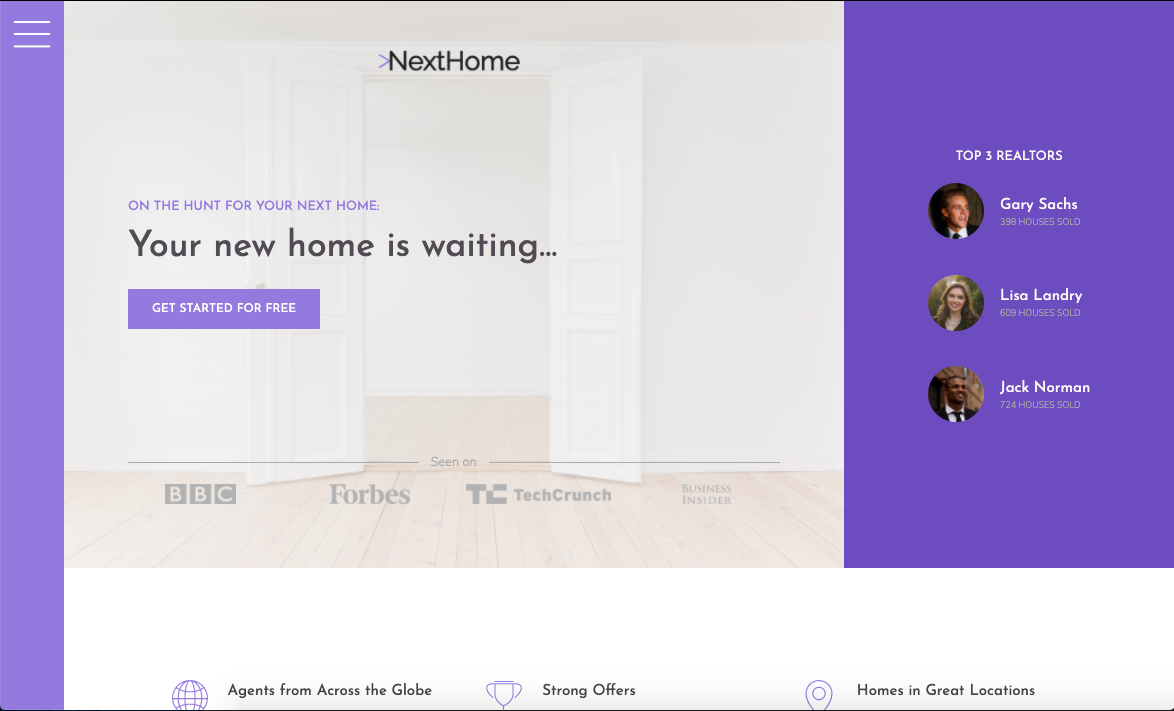 >NextHome
ON THE HUNT FOR YOUR NEXT HOME:
Your new home is waiting...
GET STARTED FOR FREE
Seen on
BBC
Forbes
TC TechCrunch
BUSINESS
INSIDER
TOP 3 REALTORS
Gary Sachs
398 HOUSES SOLD
Lisa Landry
609 HOUSES SOLD
Jack Norman
724 HOUSES SOLD
Agents from Across the Globe
Strong Offers
Homes in Great Locations